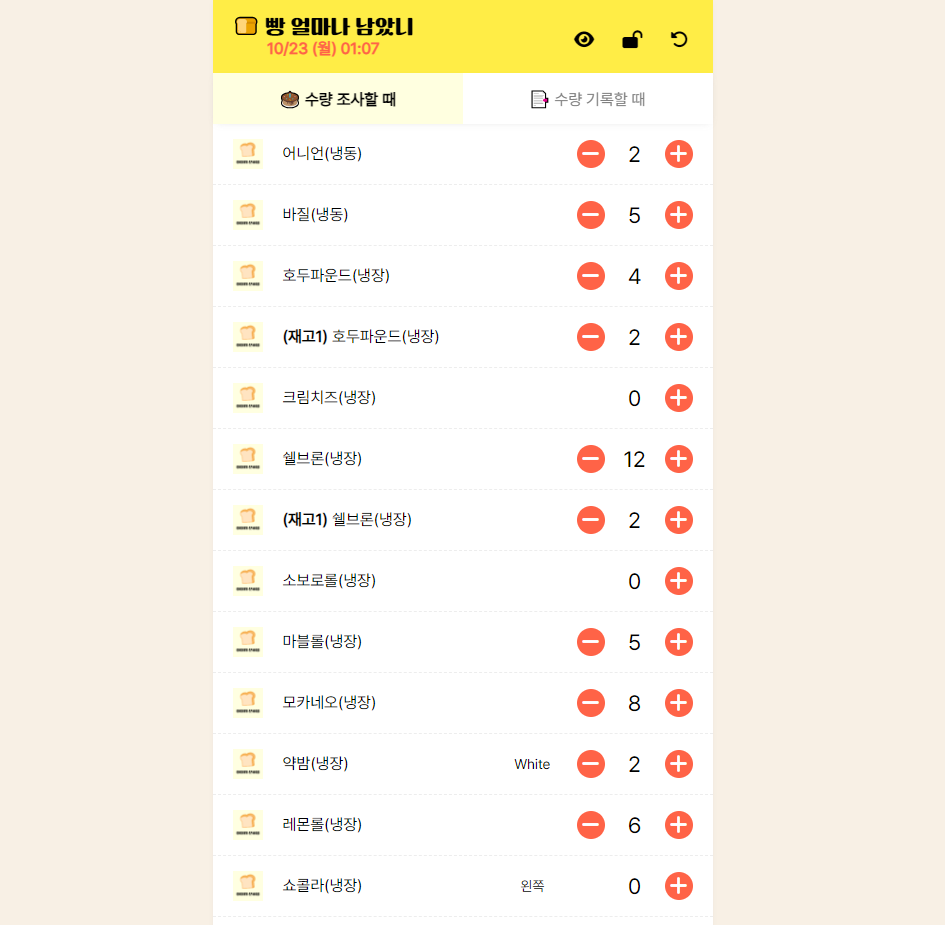 빵 얼마나 남았니
10/23 (월) 01:07
수량 조사할 때
수량 기록할 때
어니언(냉동) 2
바질(냉동) 5
호두파운드(냉장) 4
(재고1) 호두파운드(냉장) 2
크림치즈(냉장) 0
쉘브론(냉장) 12
(재고1) 쉘브론(냉장) 2
소보로롤(냉장) 0
마블롤(냉장) 5
모카네오(냉장) 8
약밤(냉장) White 2
레몬롤(냉장) 6
쇼콜라(냉장) 왼쪽 0